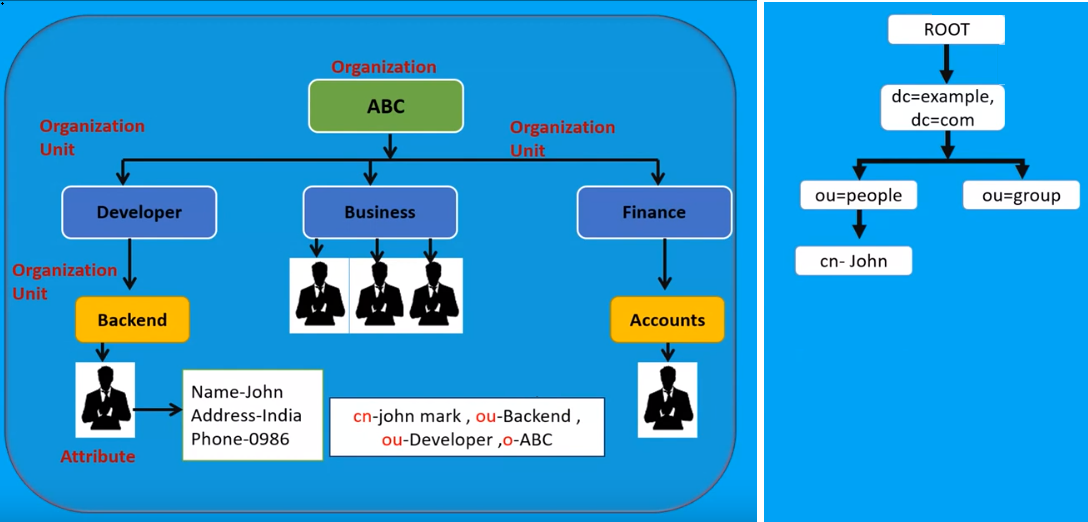 Organization
ABC
Organization
Unit
Organization
Unit
Developer
Business
Finance
Organization
Unit
Backend
Accounts
Name-John
Address-India
Phone-0986
cn-john mark , ou-Backend ,
ou-Developer ,o-ABC
Attribute
ROOT
dc=example,
dc=com
ou=people
ou=group
cn- John